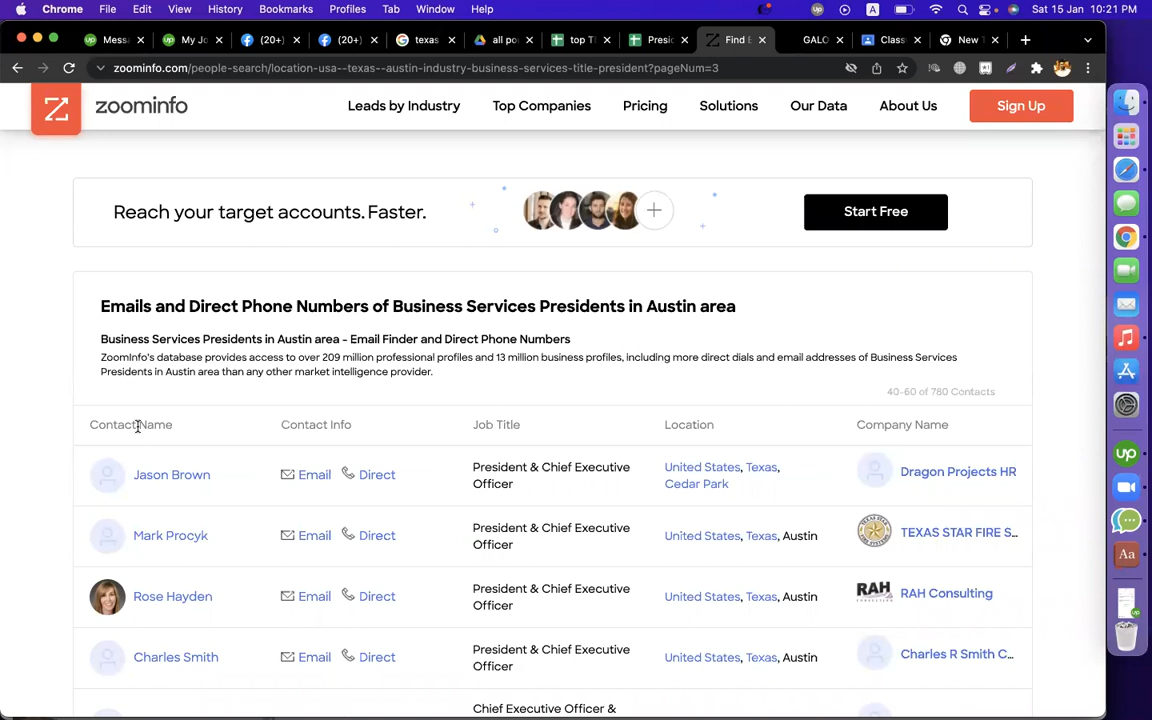 Chrome File Edit View History Bookmarks Profiles Tab Window Help A Sat 15 Jan 10:21 PM
up Messa up My Jo (20+) (20+) texas all po top Ti Presid Find E GALO Class New T
zoominfo.com/people-search/location-usa--texas--austin-industry-business-services-title-president?pageNum=3
zoominfo Leads by Industry Top Companies Pricing Solutions Our Data About Us Sign Up
Reach your target accounts. Faster. Start Free
Emails and Direct Phone Numbers of Business Services Presidents in Austin area
Business Services Presidents in Austin area - Email Finder and Direct Phone Numbers
ZoomInfo's database provides access to over 209 million professional profiles and 13 million business profiles, including more direct dials and email addresses of Business Services
Presidents in Austin area than any other market intelligence provider.
40-60 of 780 Contacts
Contact Name Contact Info Job Title Location Company Name
Jason Brown Email Direct President & Chief Executive Officer United States, Texas, Cedar Park Dragon Projects HR
Mark Procyk Email Direct President & Chief Executive Officer United States, Texas, Austin TEXAS STAR FIRE S...
Rose Hayden Email Direct President & Chief Executive Officer United States, Texas, Austin RAH RAH Consulting
Charles Smith Email Direct President & Chief Executive Officer United States, Texas, Austin Charles R Smith C...
Chief Executive Officer &
up
Aa